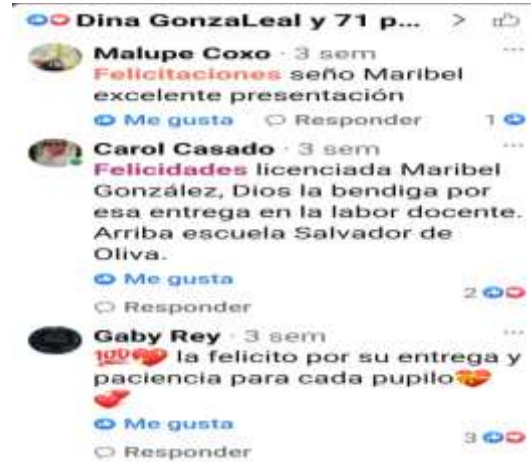 Dina GonzaLeal y 71 p...
Malupe Coxo · 3 sem
Felicitaciones seño Maribel
excelente presentación
Me gusta Responder 1
Carol Casado · 3 sem
Felicidades licenciada Maribel
González, Dios la bendiga por
esa entrega en la labor docente.
Arriba escuela Salvador de
Oliva.
Me gusta
2
Responder
Gaby Rey · 3 sem
💯💞 la felicito por su entrega y
paciencia para cada pupilo💝
💞
Me gusta
3
Responder